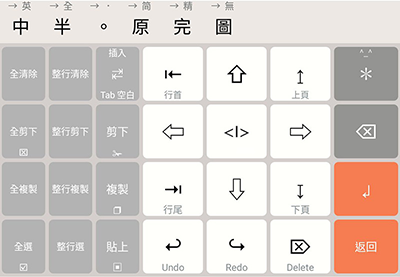 → 英 → 全 → · → 简 → 精 → 無
中 半 。 原 完 圖
全清除 整行清除 插入 Tab 空白 行首 上頁 ^_^ ＊
全剪下 整行剪下 剪下 <I>
全複製 整行複製 複製 行尾 下頁
全選 整行選 貼上 Undo Redo Delete 返回